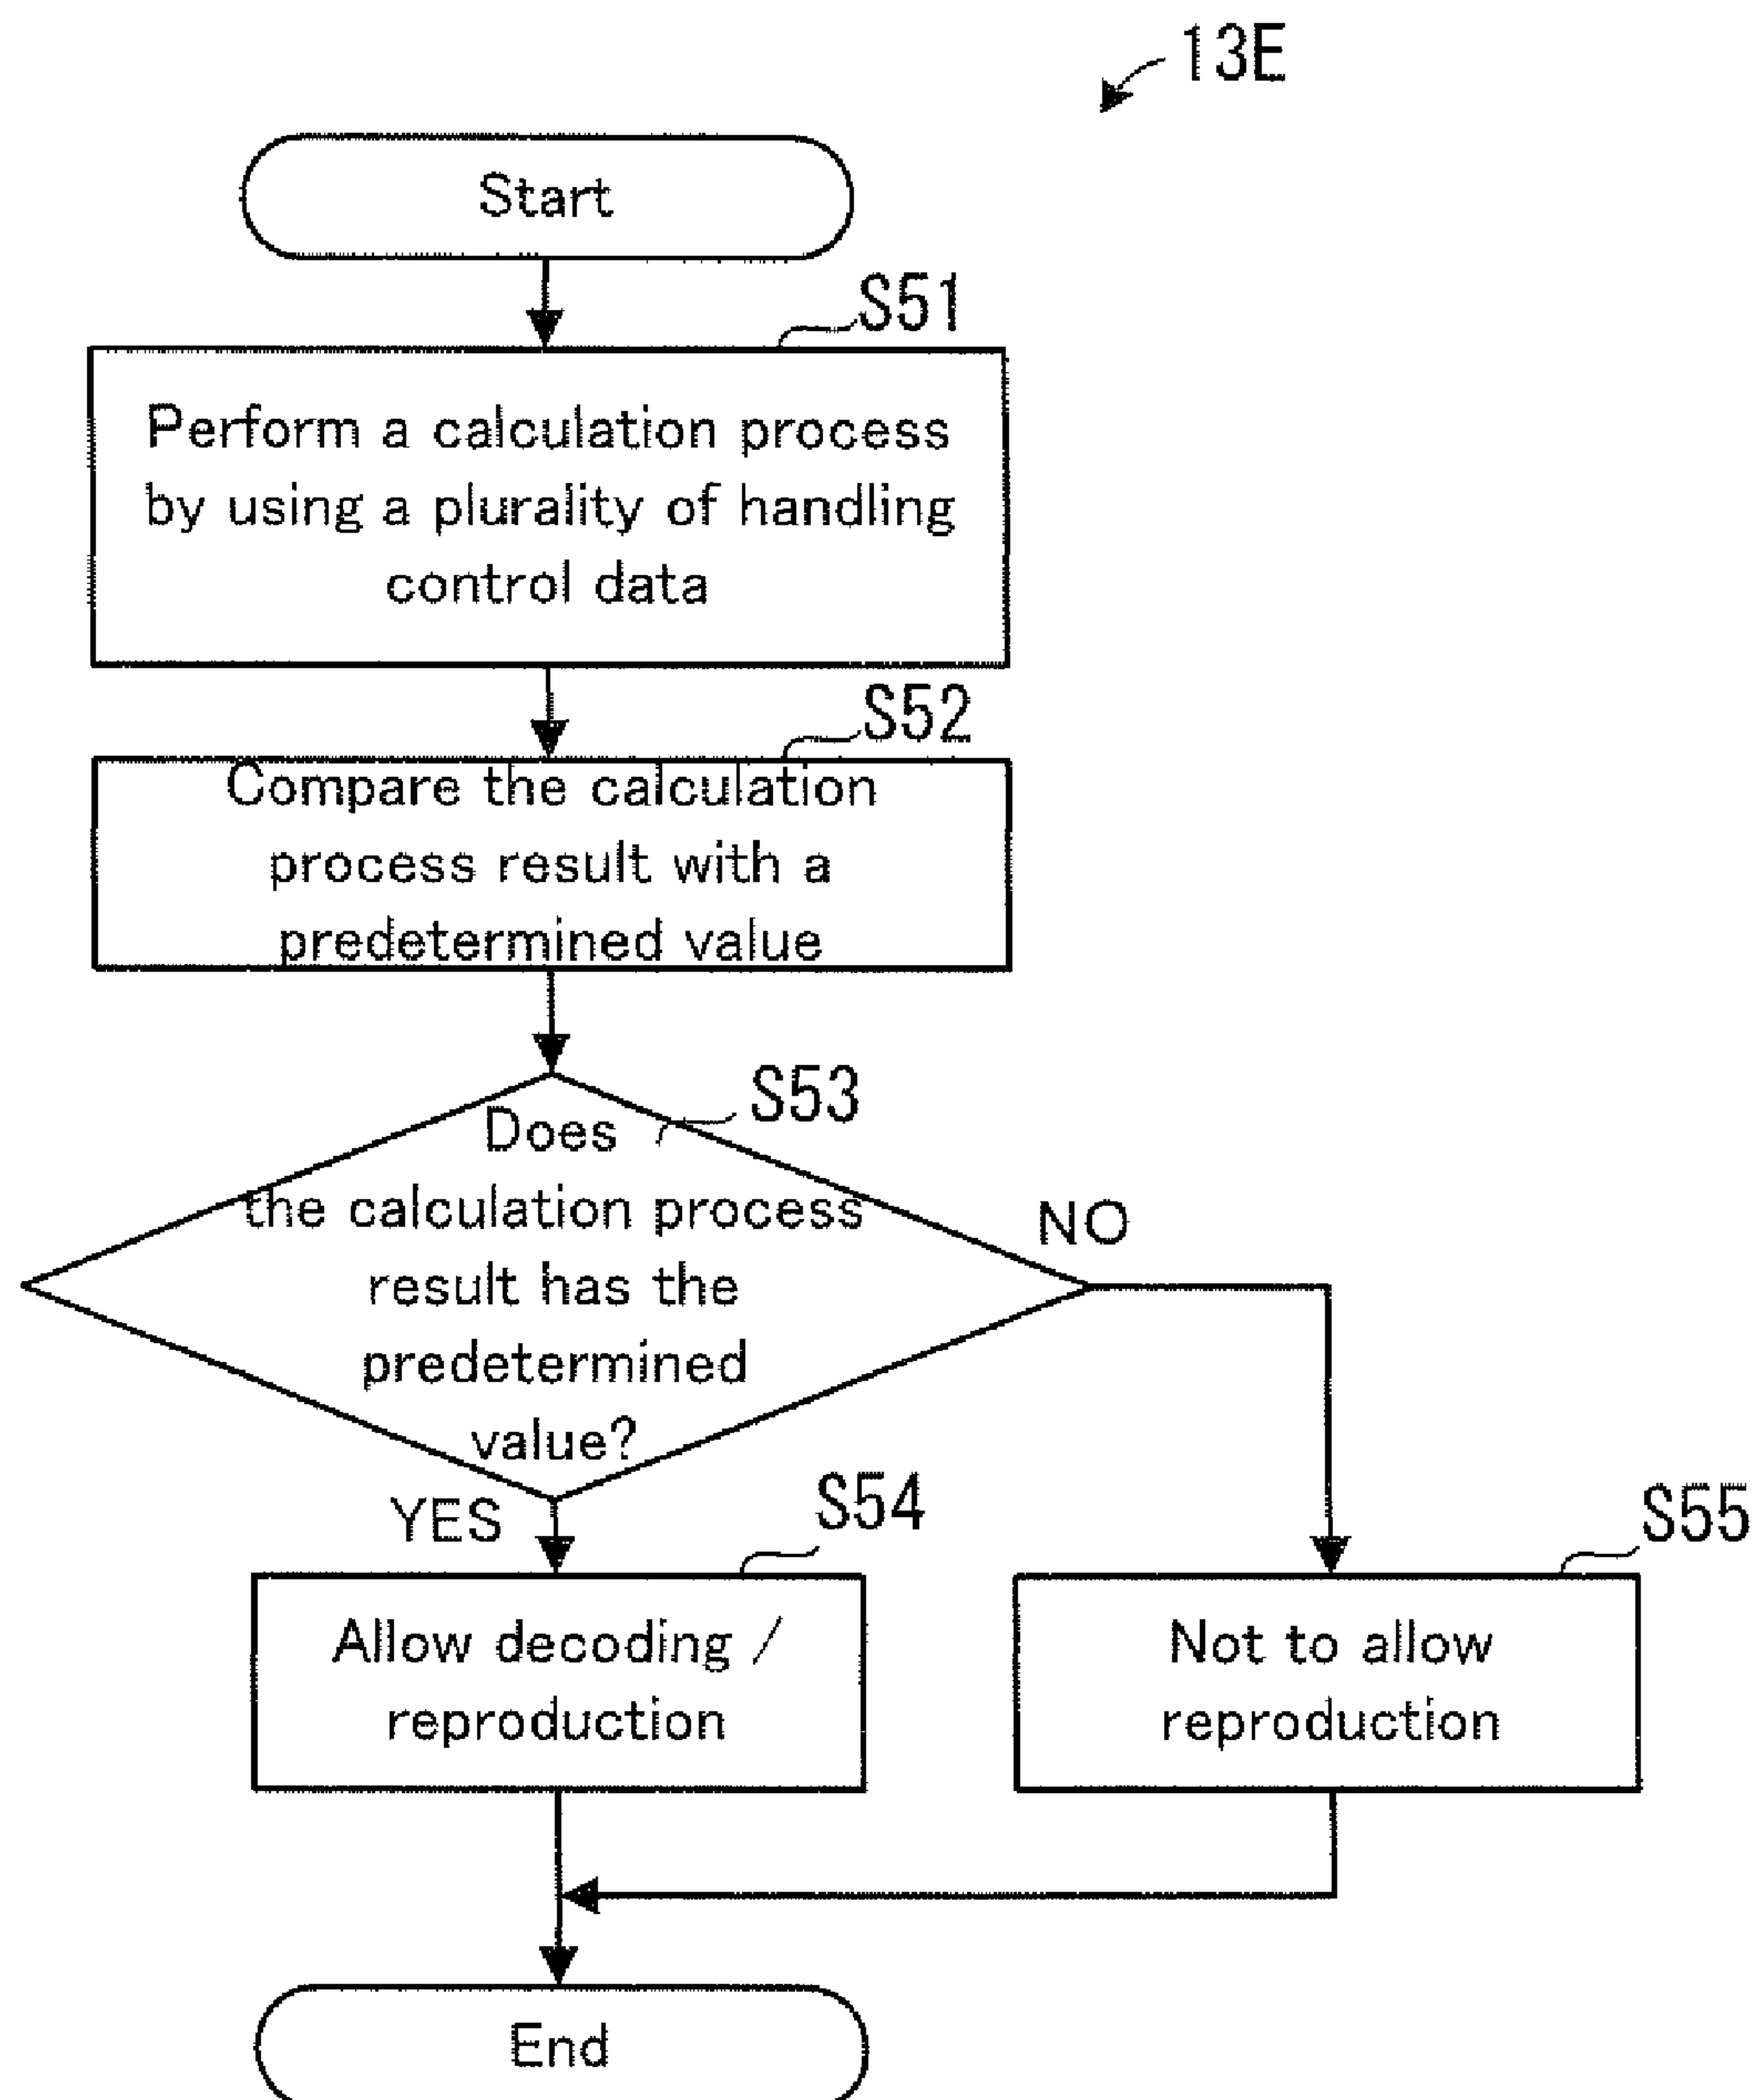 13E
Start
S51
Perform a calculation process
by using a plurality of handling
control data
S52
Compare the calculation
process result with a
predetermined value
S53
Does
the calculation process
result has the
predetermined
value?
NO
YES
S54
Allow decoding /
reproduction
S55
Not to allow
reproduction
End